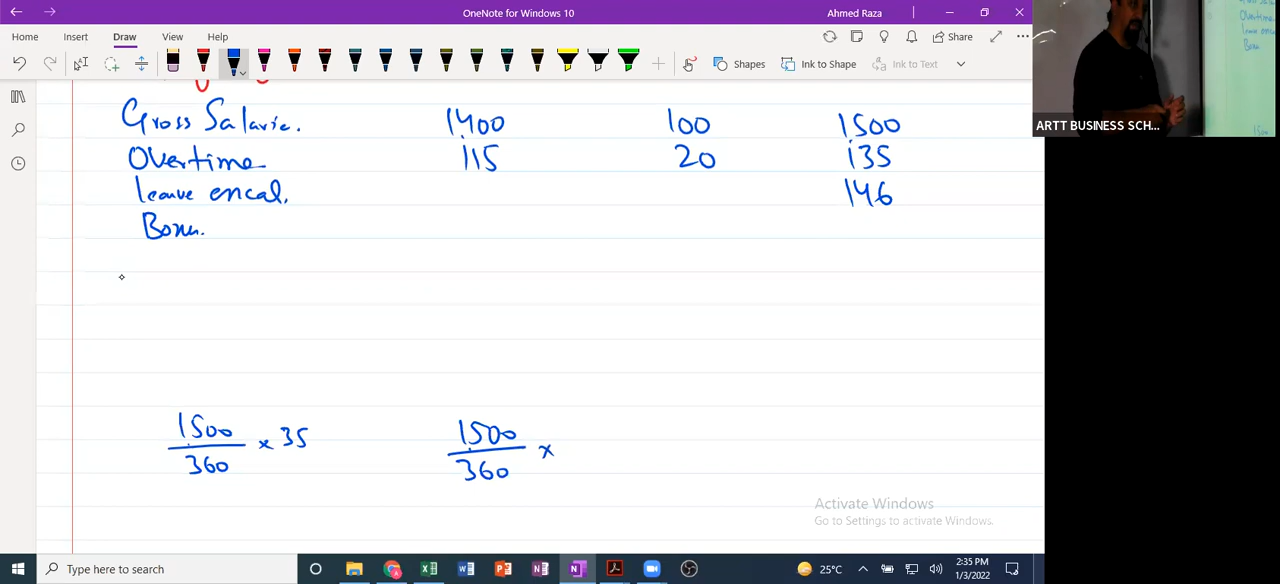 OneNote for Windows 10
Ahmed Raza
Home Insert Draw View Help
Share
Shapes Ink to Shape Ink to Text
ARTT BUSINESS SCH...
Gross Salarie. 1400 100 1500
Overtime 115 20 135
leave encal. 146
Bonu.
1500
360
× 35
1500
360
×
Activate Windows
Go to Settings to activate Windows.
Type here to search
25°C
2:35 PM
1/3/2022